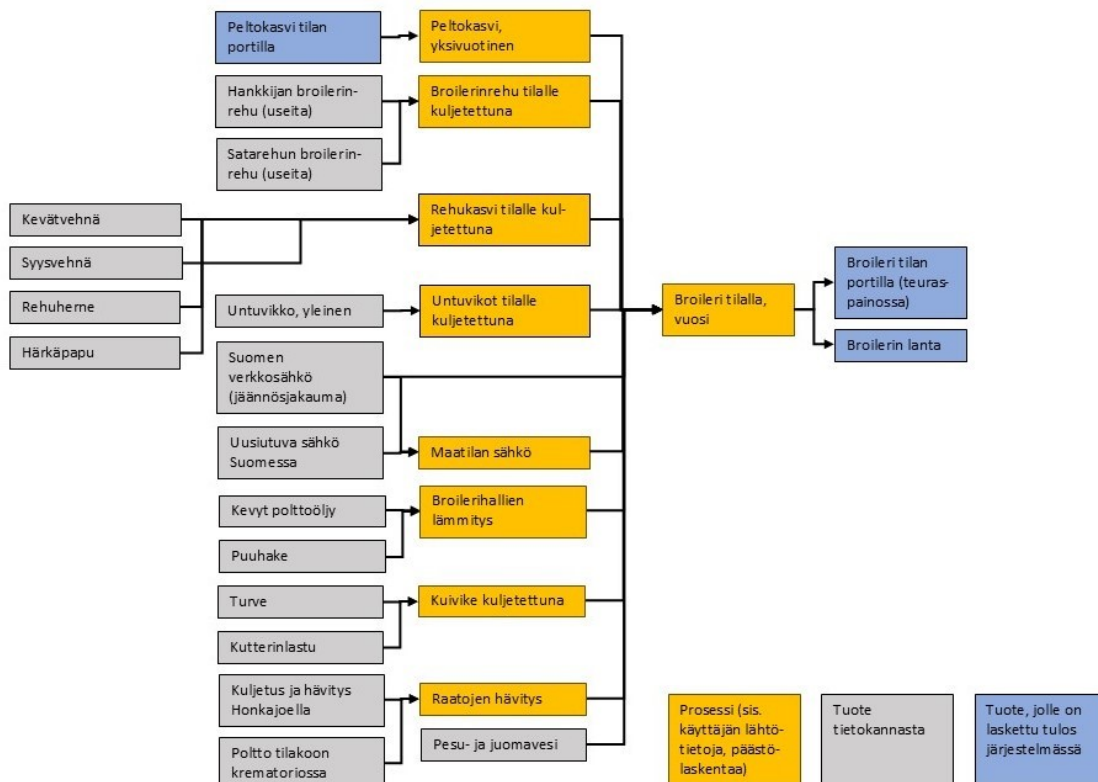 Peltokasvi tilan
portilla
Peltokasvi,
yksivuotinen
Hankkijan broilerin-
rehu (useita)
Broilerinrehu tilalle
kuljetettuna
Satarehun broilerin-
rehu (useita)
Kevätvehnä
Rehukasvi tilalle kul-
jetettuna
Syysvehnä
Rehuherne
Härkäpapu
Untuvikko, yleinen
Untuvikot tilalle
kuljetettuna
Broileri tilalla,
vuosi
Broileri tilan
portilla (teuras-
painossa)
Broilerin lanta
Suomen
verkkosähkö
(jäännösjakauma)
Uusiutuva sähkö
Suomessa
Maatilan sähkö
Kevyt polttoöljy
Broilerihallien
lämmitys
Puuhake
Turve
Kuivike kuljetettuna
Kutterinlastu
Kuljetus ja hävitys
Honkajoella
Raatojen hävitys
Poltto tilakoon
krematoriossa
Pesu- ja juomavesi
Prosessi (sis.
käyttäjän lähtö-
tietoja, päästö-
laskentaa)
Tuote
tietokannasta
Tuote, jolle on
laskettu tulos
järjestelmässä